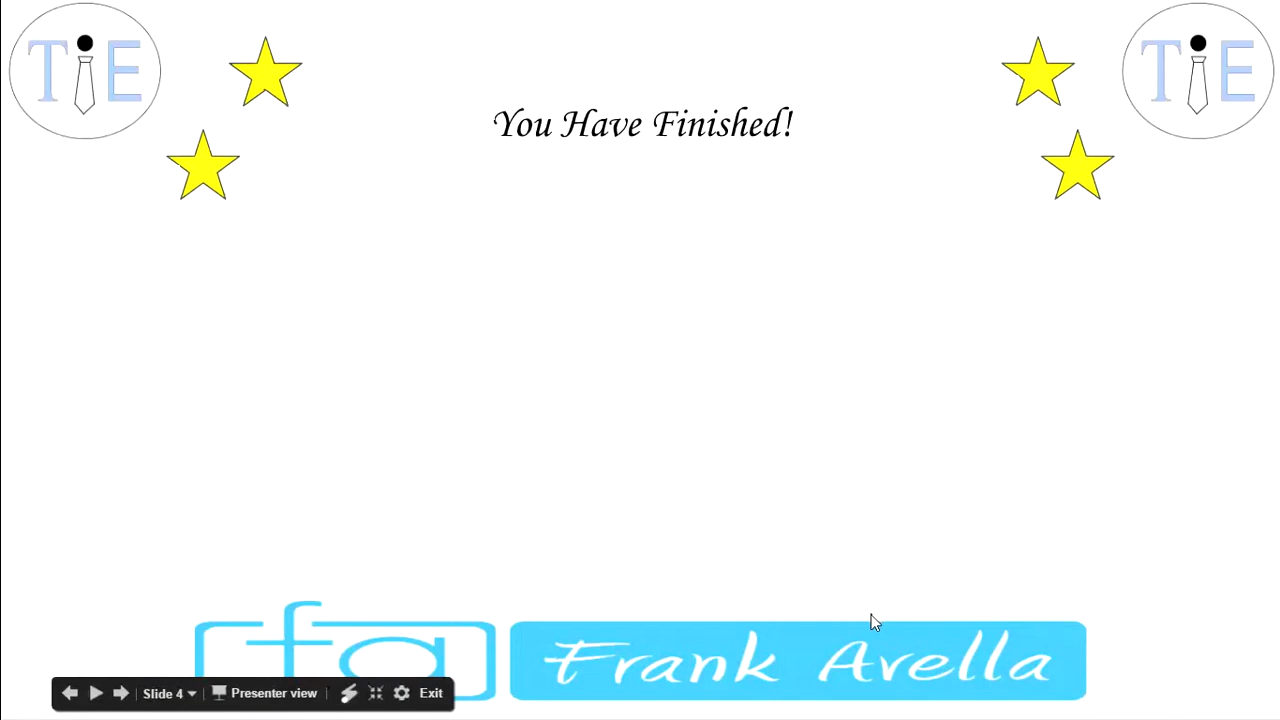 TiE
TiE
You Have Finished!
fa
Frank Avella
Slide 4
Presenter view
Exit